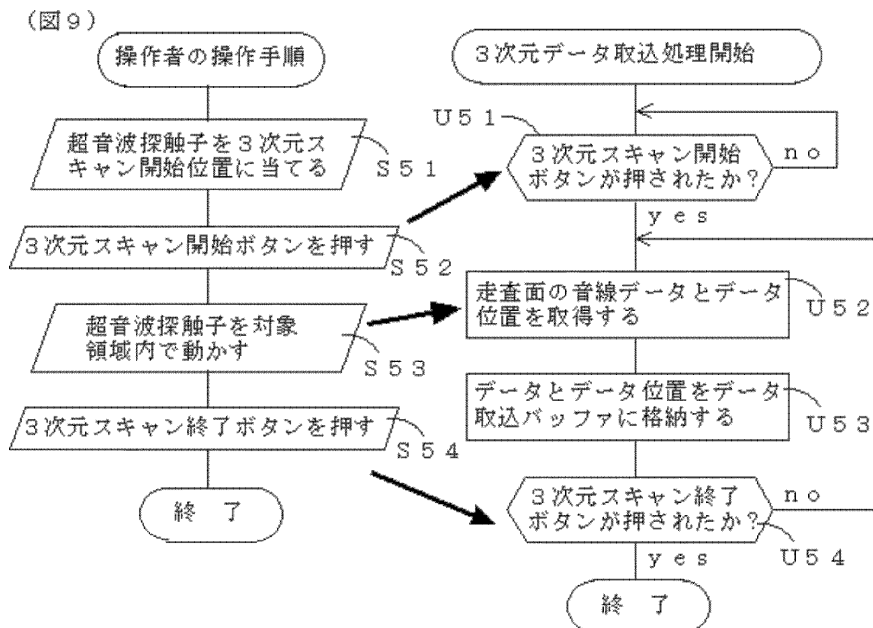 (図9)
操作者の操作手順
超音波探触子を3次元ス
キャン開始位置に当てる
S51
3次元スキャン開始ボタンを押す
S52
超音波探触子を対象
領域内で動かす
S53
3次元スキャン終了ボタンを押す
S54
終 了
3次元データ取込処理開始
U51
3次元スキャン開始
ボタンが押されたか?
no
yes
走査面の音線データとデータ
位置を取得する
U52
データとデータ位置をデータ
取込バッファに格納する
U53
3次元スキャン終了
ボタンが押されたか?
no
U54
yes
終 了